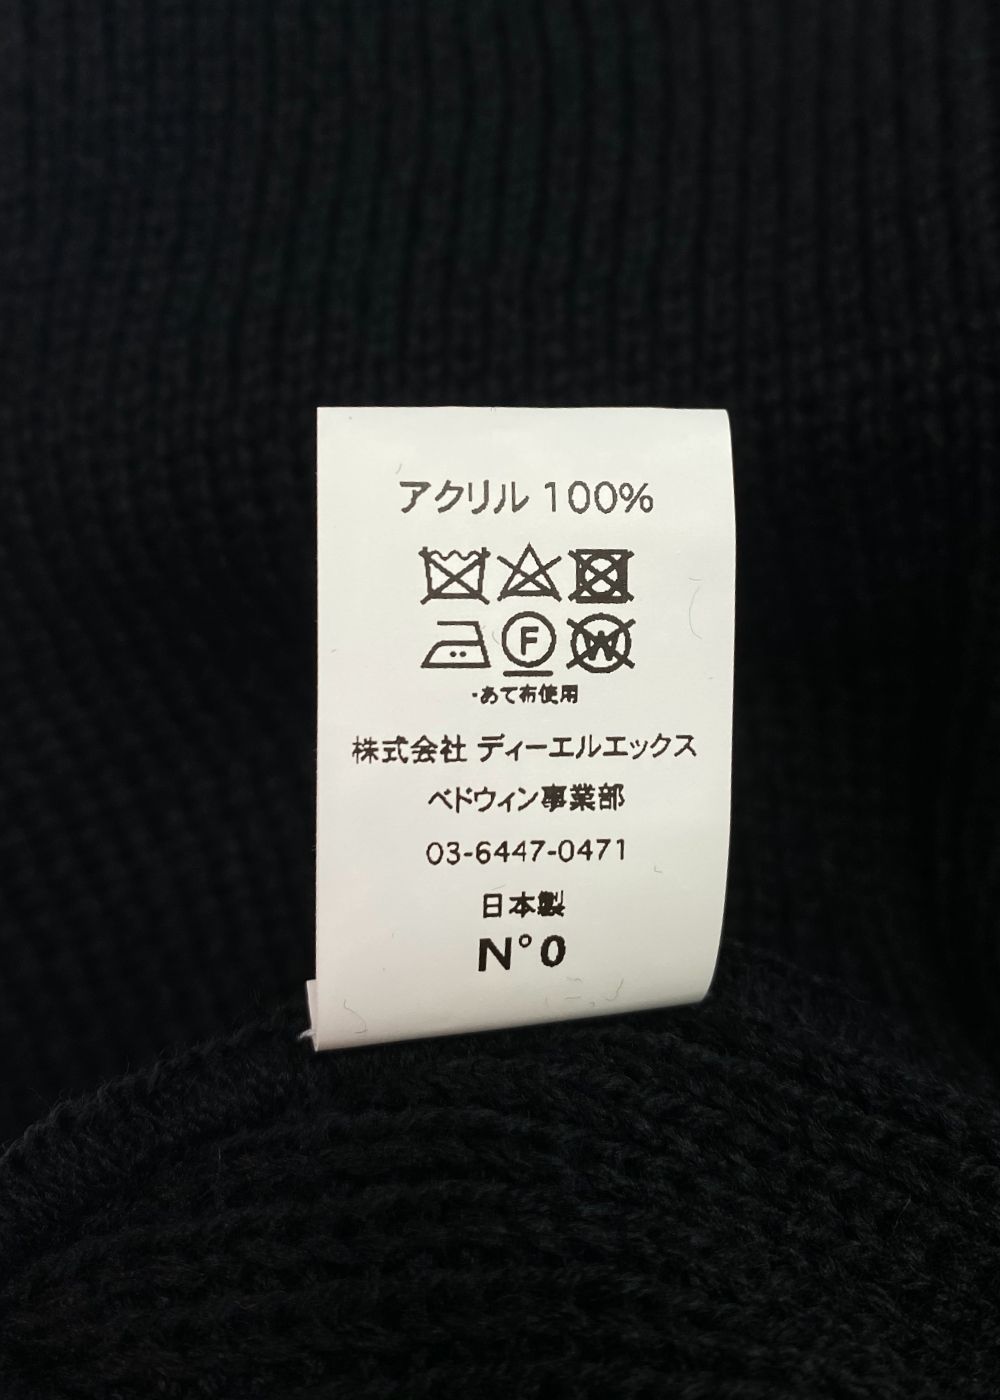 アクリル 100%
F W
・あて布使用
株式会社 ディーエルエックス
ベドウィン事業部
03-6447-0471
日本製
N°0